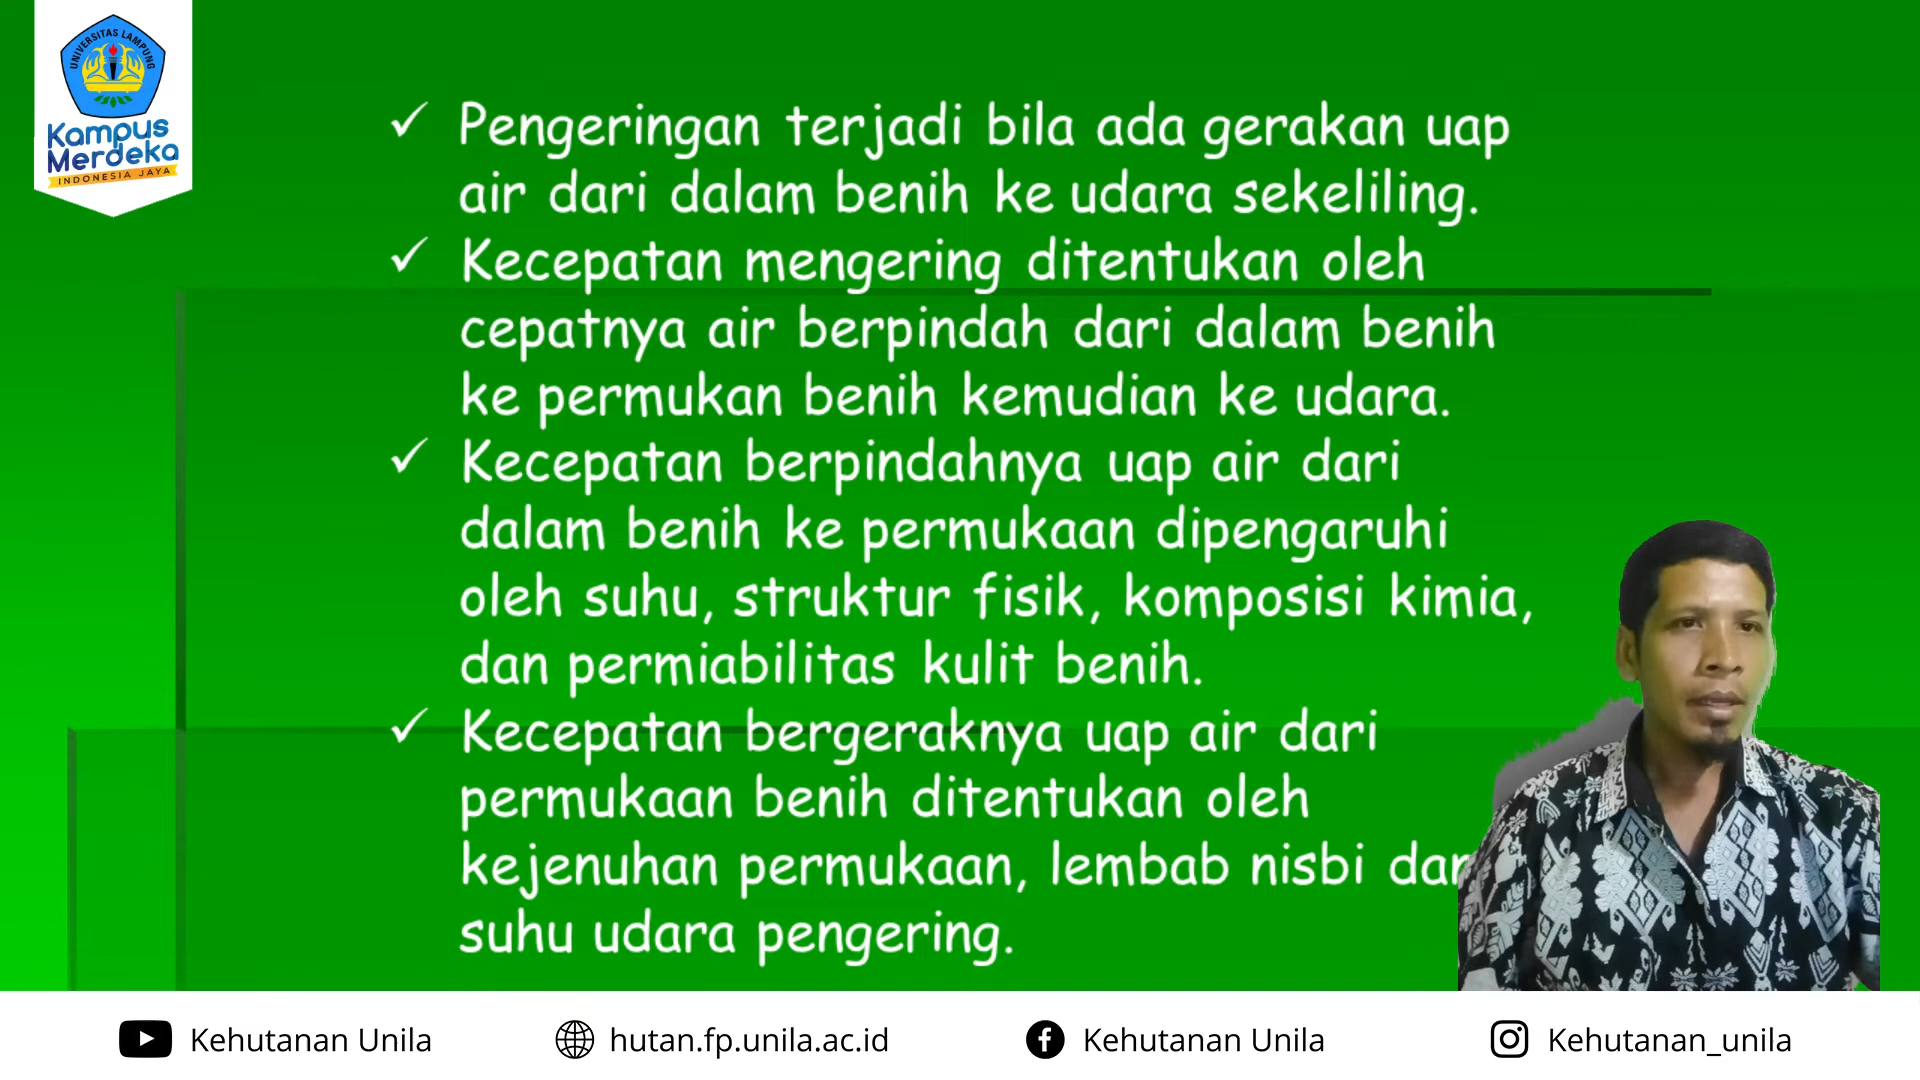 UNIVERSITAS LAMPUNG
Kampus
Merdeka
INDONESIA JAYA
✓ Pengeringan terjadi bila ada gerakan uap
air dari dalam benih ke udara sekeliling.
✓ Kecepatan mengering ditentukan oleh
cepatnya air berpindah dari dalam benih
ke permukan benih kemudian ke udara.
✓ Kecepatan berpindahnya uap air dari
dalam benih ke permukaan dipengaruhi
oleh suhu, struktur fisik, komposisi kimia,
dan permiabilitas kulit benih.
✓ Kecepatan bergeraknya uap air dari
permukaan benih ditentukan oleh
kejenuhan permukaan, lembab nisbi dan
suhu udara pengering.
Kehutanan Unila
hutan.fp.unila.ac.id
Kehutanan Unila
Kehutanan_unila